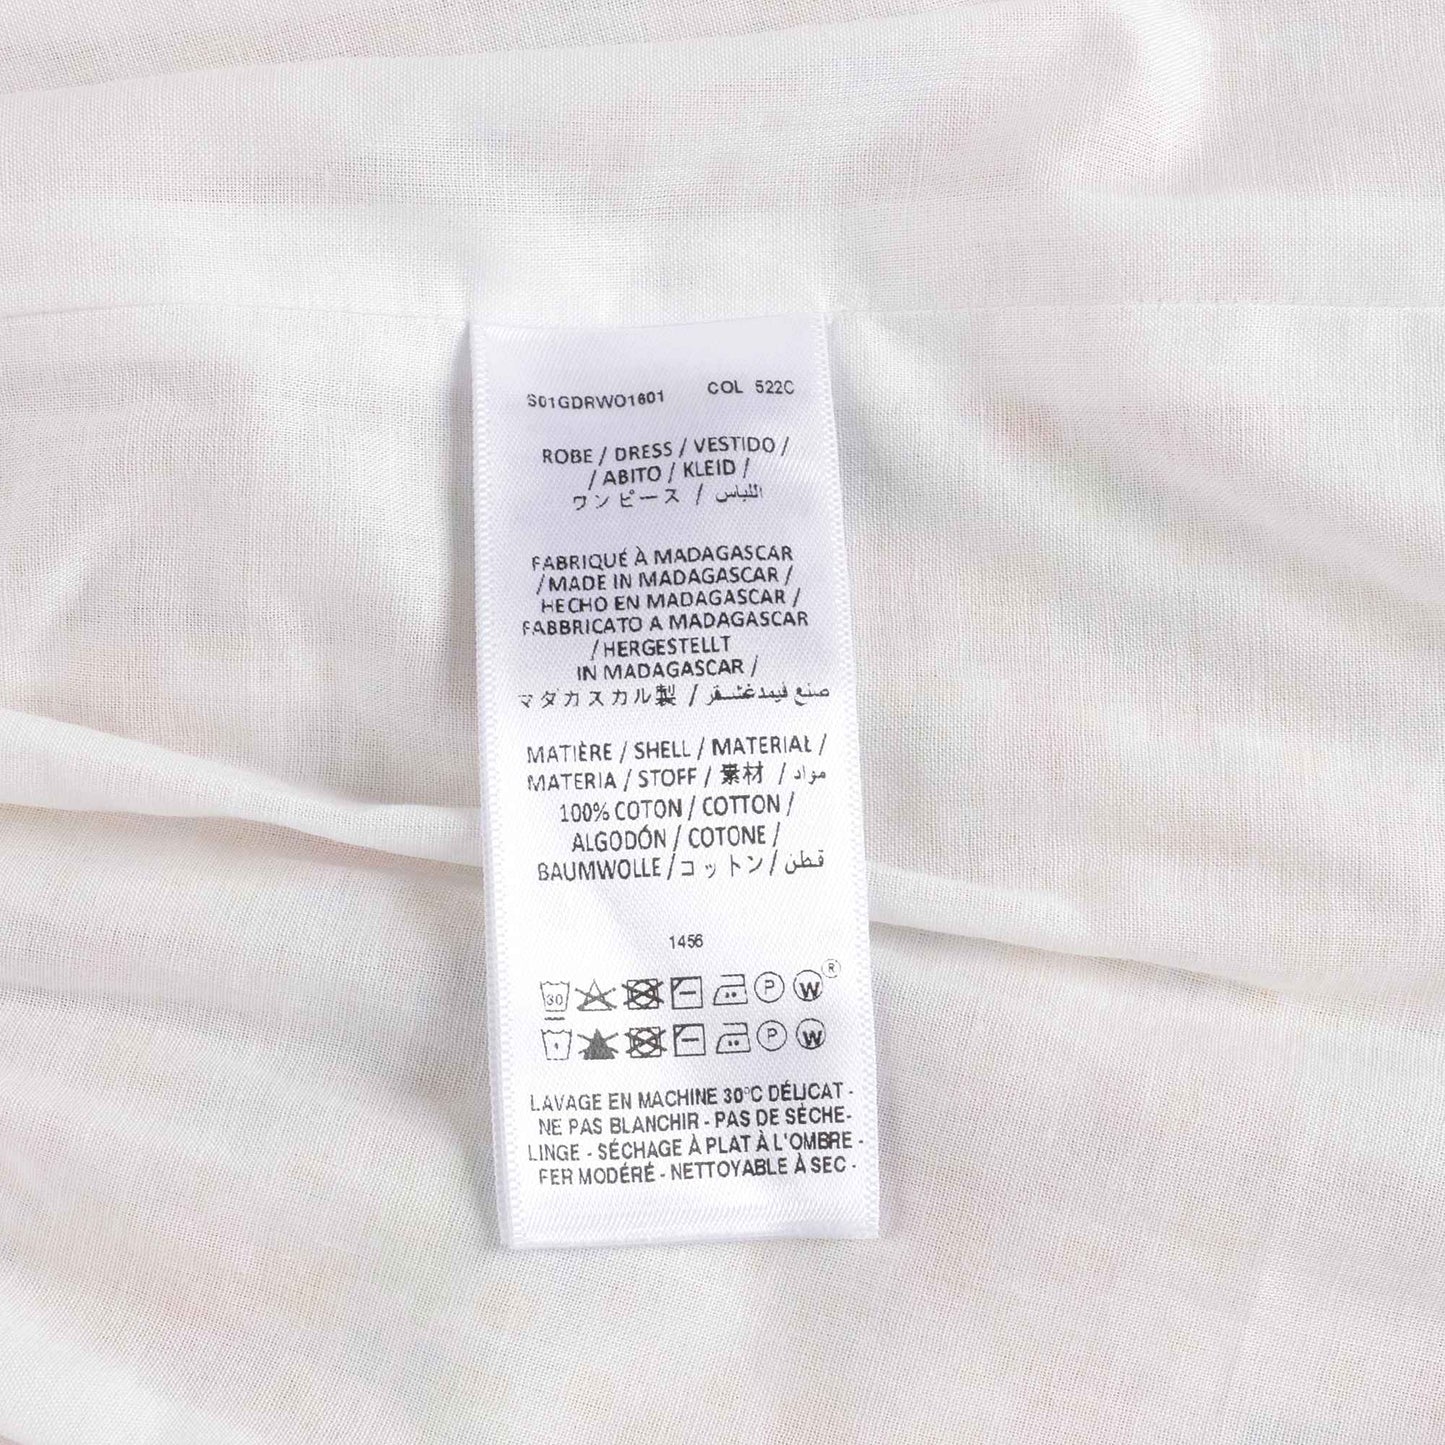 S01GDRWO1601 COL 522C
ROBE / DRESS / VESTIDO /
/ ABITO / KLEID /
ワンピース / اللباس
FABRIQUÉ À MADAGASCAR
/ MADE IN MADAGASCAR /
HECHO EN MADAGASCAR /
FABBRICATO A MADAGASCAR
/ HERGESTELLT
IN MADAGASCAR /
マダカスカル製 / صنع فيمدغشقر
MATIÈRE / SHELL / MATERIAL /
MATERIA / STOFF / 素材 / مواد
100% COTON / COTTON /
ALGODÓN / COTONE /
BAUMWOLLE / コットン / قطن
1456
30 P W ®
P W
LAVAGE EN MACHINE 30°C DÉLICAT -
NE PAS BLANCHIR - PAS DE SÈCHE-
LINGE - SÉCHAGE À PLAT À L'OMBRE -
FER MODÉRÉ - NETTOYABLE À SEC -